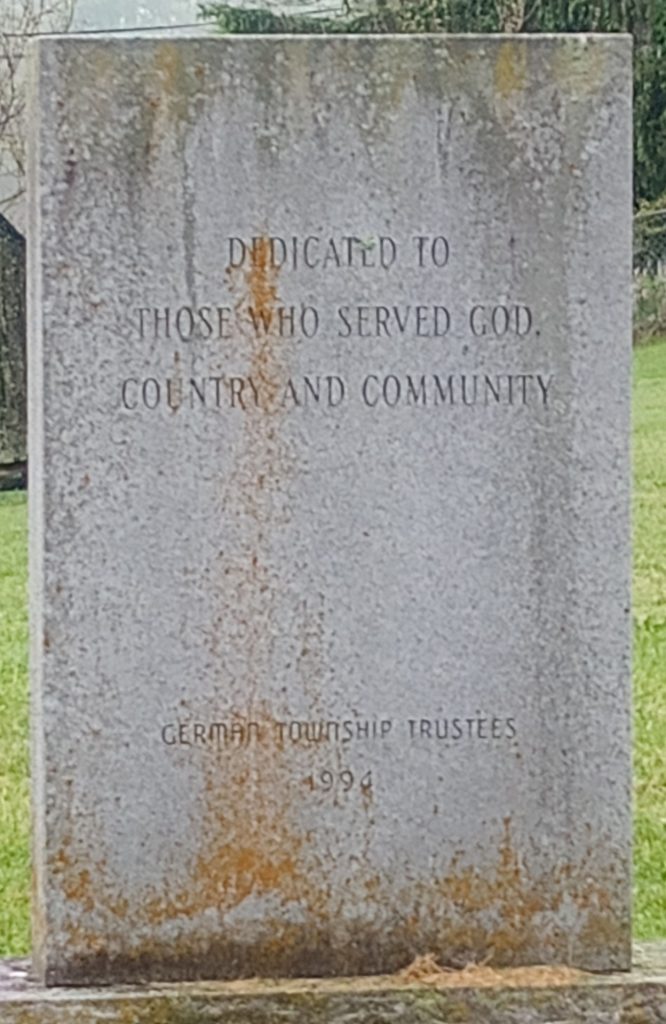 DEDICATED TO
THOSE WHO SERVED GOD,
COUNTRY AND COMMUNITY
GERMAN TOWNSHIP TRUSTEES
1994